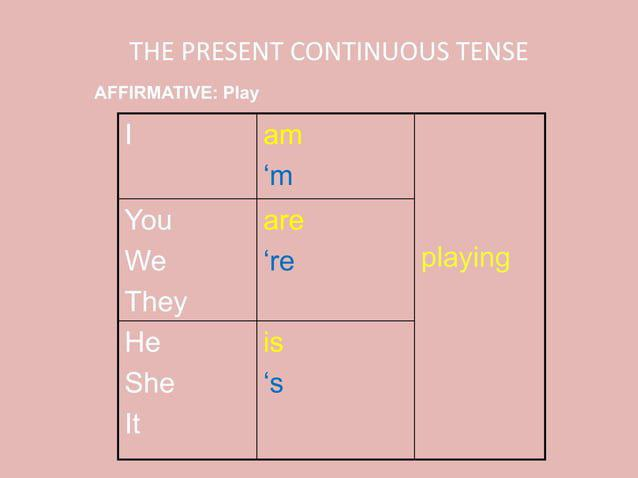 THE PRESENT CONTINUOUS TENSE
AFFIRMATIVE: Play
I
am
‘m
You
We
They
are
‘re
playing
He
She
It
is
‘s